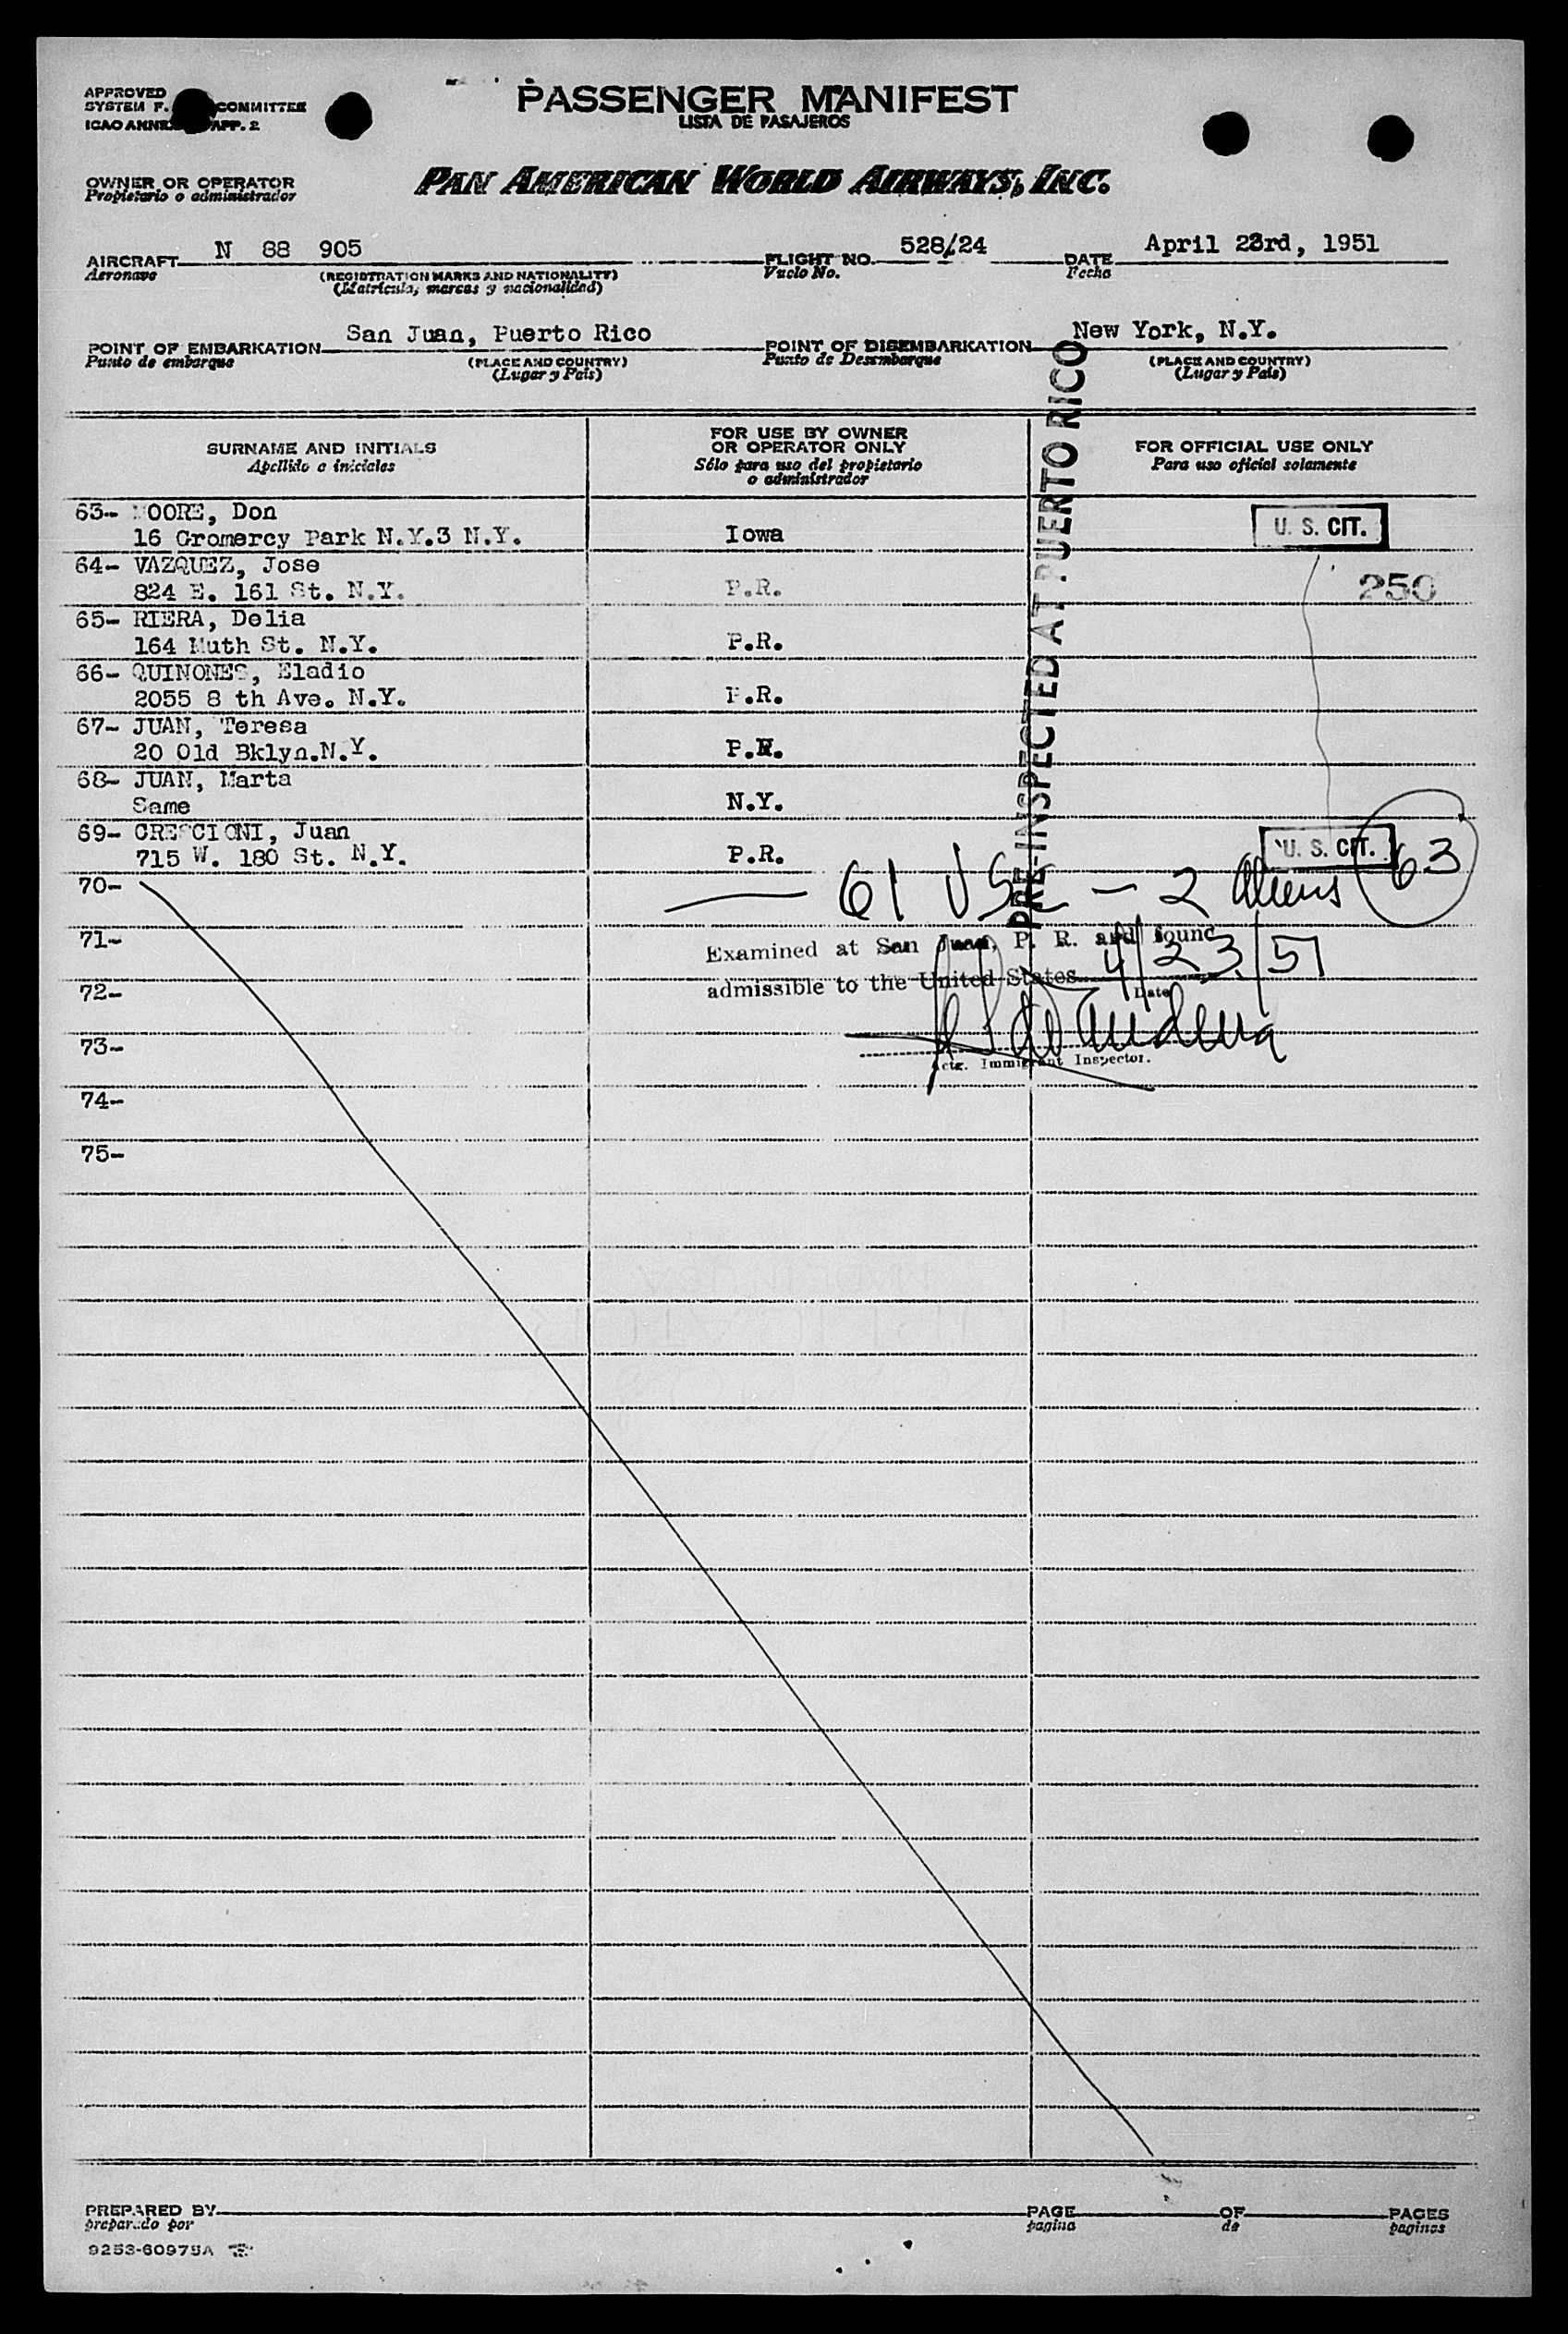 APPROVED
SYSTEM F. COMMITTEE
ICAO ANNEX APP. 2
PASSENGER MANIFEST
LISTA DE PASAJEROS
OWNER OR OPERATOR
Propietario o administrador
PAN AMERICAN WORLD AIRWAYS, INC.
AIRCRAFT N 88 905
Aeronave
(REGISTRATION MARKS AND NATIONALITY)
(Matricula, marcas y nacionalidad)
FLIGHT NO. 528/24
Vuelo No.
DATE April 23rd, 1951
Fecha
POINT OF EMBARKATION San Juan, Puerto Rico
Punto de embarque
(PLACE AND COUNTRY)
(Lugar y País)
POINT OF DISEMBARKATION New York, N.Y.
Punto de Desembarque
(PLACE AND COUNTRY)
(Lugar y País)
SURNAME AND INITIALS
Apellido a iniciales
FOR USE BY OWNER
OR OPERATOR ONLY
Sólo para uso del propietario
o administrador
FOR OFFICIAL USE ONLY
Para uso oficial solamente
PRE-INSPECTED AT PUERTO RICO
63- MOORE, Don
16 Gromercy Park N.Y.3 N.Y. Iowa U. S. CIT.
64- VAZQUEZ, Jose
824 E. 161 St. N.Y. P.R. 250
65- RIERA, Delia
164 Muth St. N.Y. P.R.
66- QUINONES, Eladio
2055 8 th Ave. N.Y. P.R.
67- JUAN, Teresa
20 Old Bklyn.N.Y. P.R.
68- JUAN, Marta
Same N.Y.
69- CRESCIONI, Juan
715 W. 180 St. N.Y. P.R. U. S. CIT. 63
70- 61 USc - 2 Aliens
71-
Examined at San Juan, P. R. and found
admissible to the United States 4/23/51
Date
72-
73-
Actg. Immigrant Inspector.
74-
75-
PREPARED BY
preparado por
PAGE OF PAGES
pagina de paginas
9253-60975A